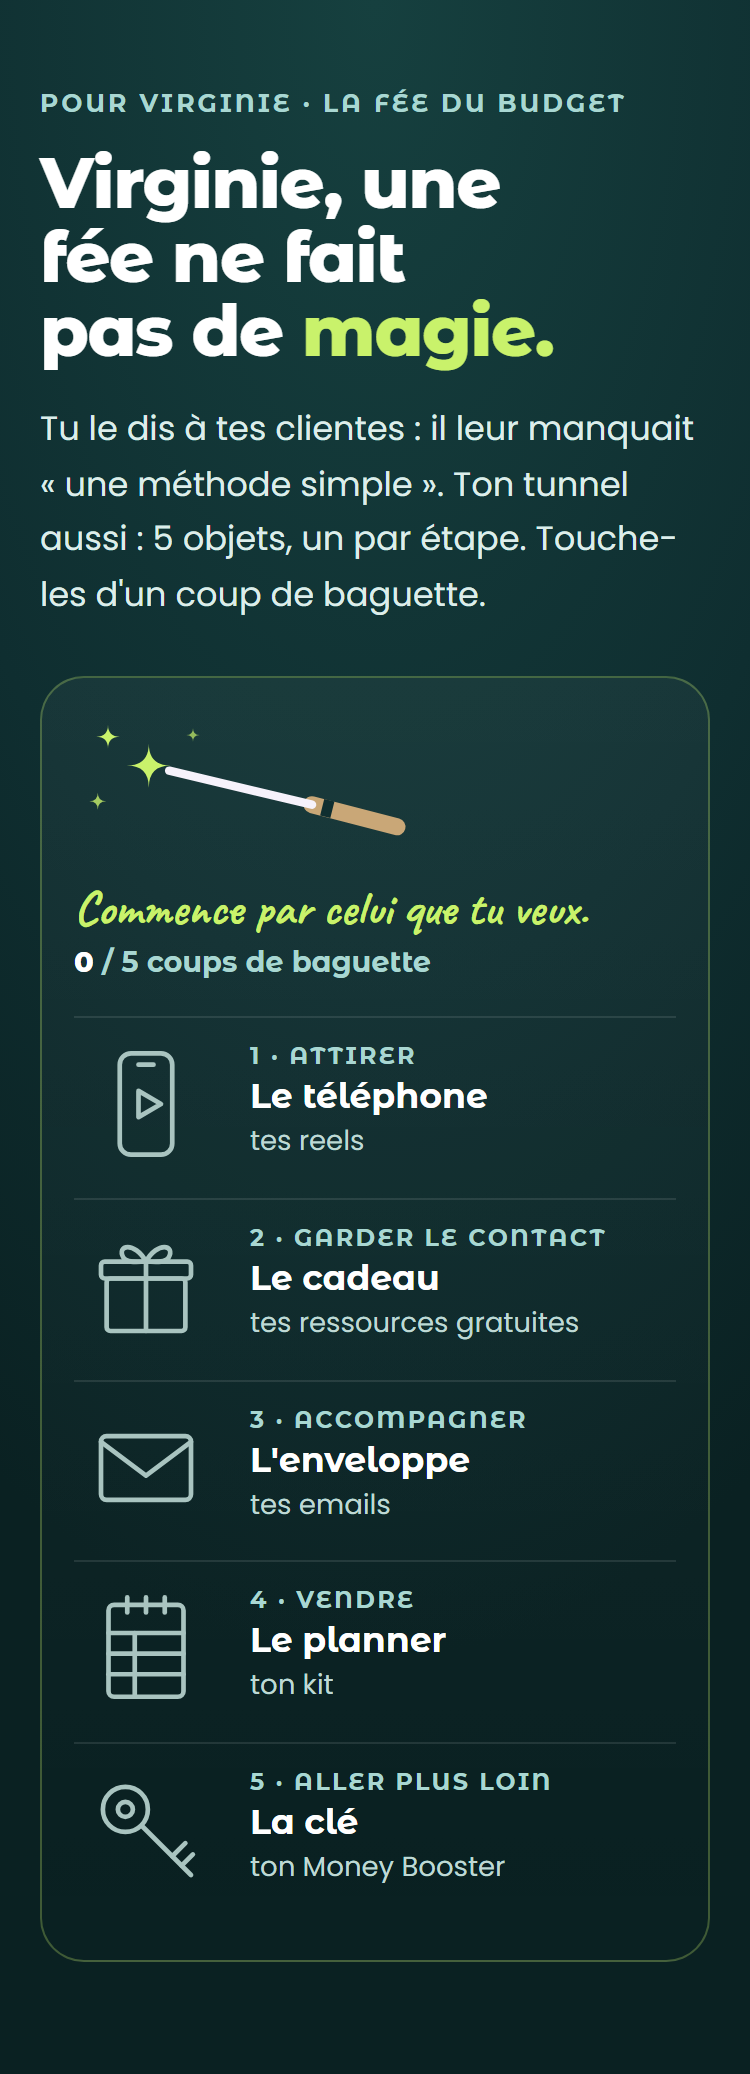 POUR VIRGINIE · LA FÉE DU BUDGET
Virginie, une
fée ne fait
pas de magie.
Tu le dis à tes clientes : il leur manquait
« une méthode simple ». Ton tunnel
aussi : 5 objets, un par étape. Touche-
les d'un coup de baguette.
Commence par celui que tu veux.
0 / 5 coups de baguette
1 · ATTIRER
Le téléphone
tes reels
2 · GARDER LE CONTACT
Le cadeau
tes ressources gratuites
3 · ACCOMPAGNER
L'enveloppe
tes emails
4 · VENDRE
Le planner
ton kit
5 · ALLER PLUS LOIN
La clé
ton Money Booster